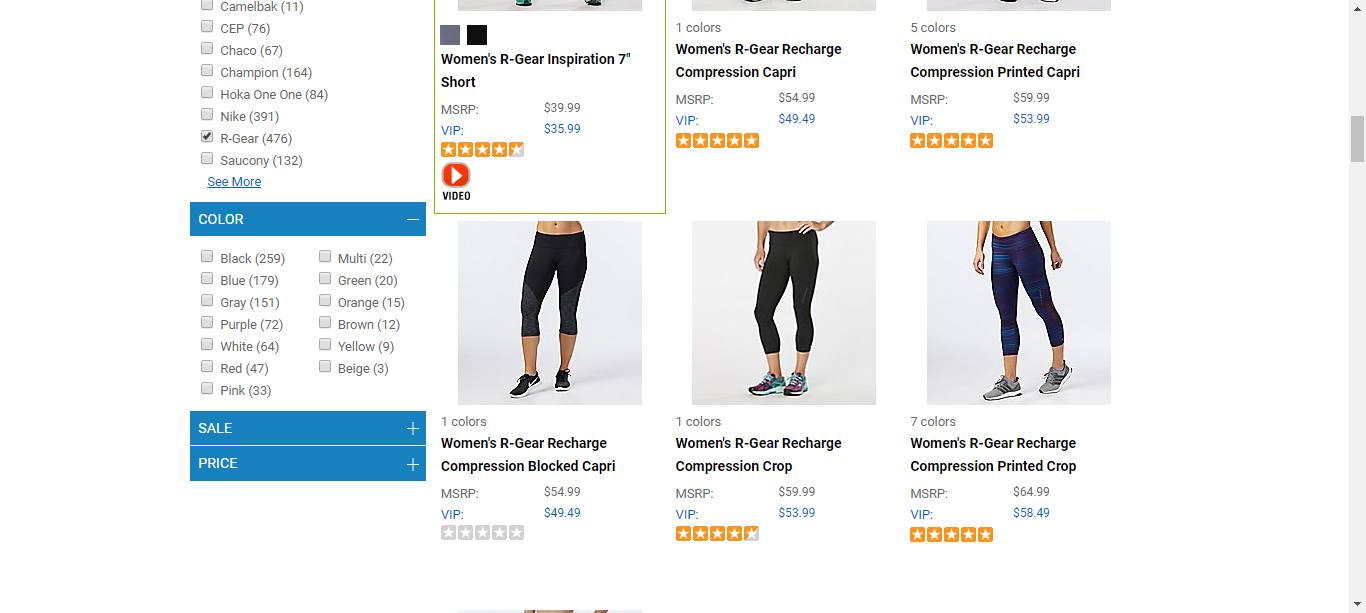 Camelbak (11)
CEP (76)
Chaco (67)
Champion (164)
Hoka One One (84)
Nike (391)
R-Gear (476)
Saucony (132)
See More
COLOR
Black (259)
Blue (179)
Gray (151)
Purple (72)
White (64)
Red (47)
Pink (33)
Multi (22)
Green (20)
Orange (15)
Brown (12)
Yellow (9)
Beige (3)
SALE
PRICE
Women's R-Gear Inspiration 7"
Short
MSRP: $39.99
VIP: $35.99
VIDEO
1 colors
Women's R-Gear Recharge
Compression Capri
MSRP: $54.99
VIP: $49.49
5 colors
Women's R-Gear Recharge
Compression Printed Capri
MSRP: $59.99
VIP: $53.99
1 colors
Women's R-Gear Recharge
Compression Blocked Capri
MSRP: $54.99
VIP: $49.49
1 colors
Women's R-Gear Recharge
Compression Crop
MSRP: $59.99
VIP: $53.99
7 colors
Women's R-Gear Recharge
Compression Printed Crop
MSRP: $64.99
VIP: $58.49